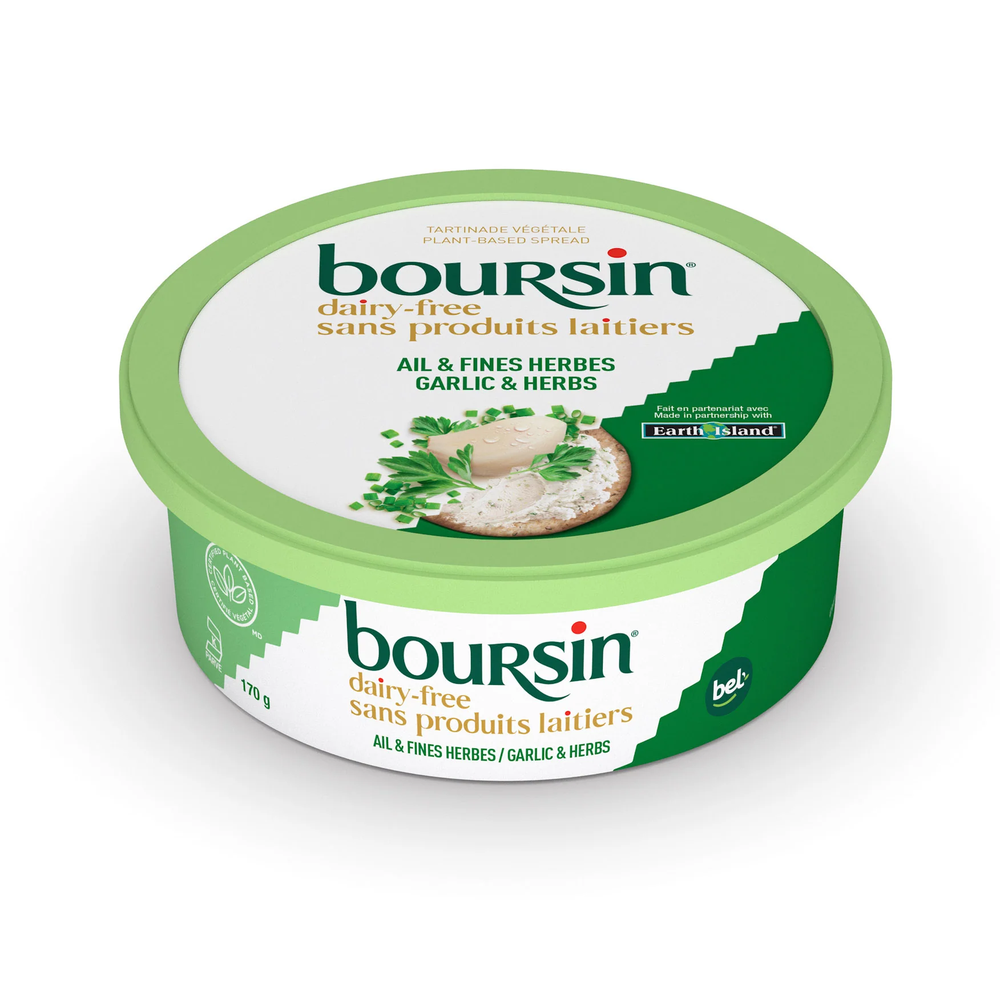 TARTINADE VÉGÉTALE
PLANT-BASED SPREAD
boursin®
dairy-free
sans produits laitiers
AIL & FINES HERBES
GARLIC & HERBS
Fait en partenariat avec
Made in partnership with
Earth Island®
CERTIFIED PLANT BASED
CERTIFIÉ VÉGÉTAL
MD
K
PARVE
170 g
boursin®
dairy-free
sans produits laitiers
AIL & FINES HERBES / GARLIC & HERBS
bel